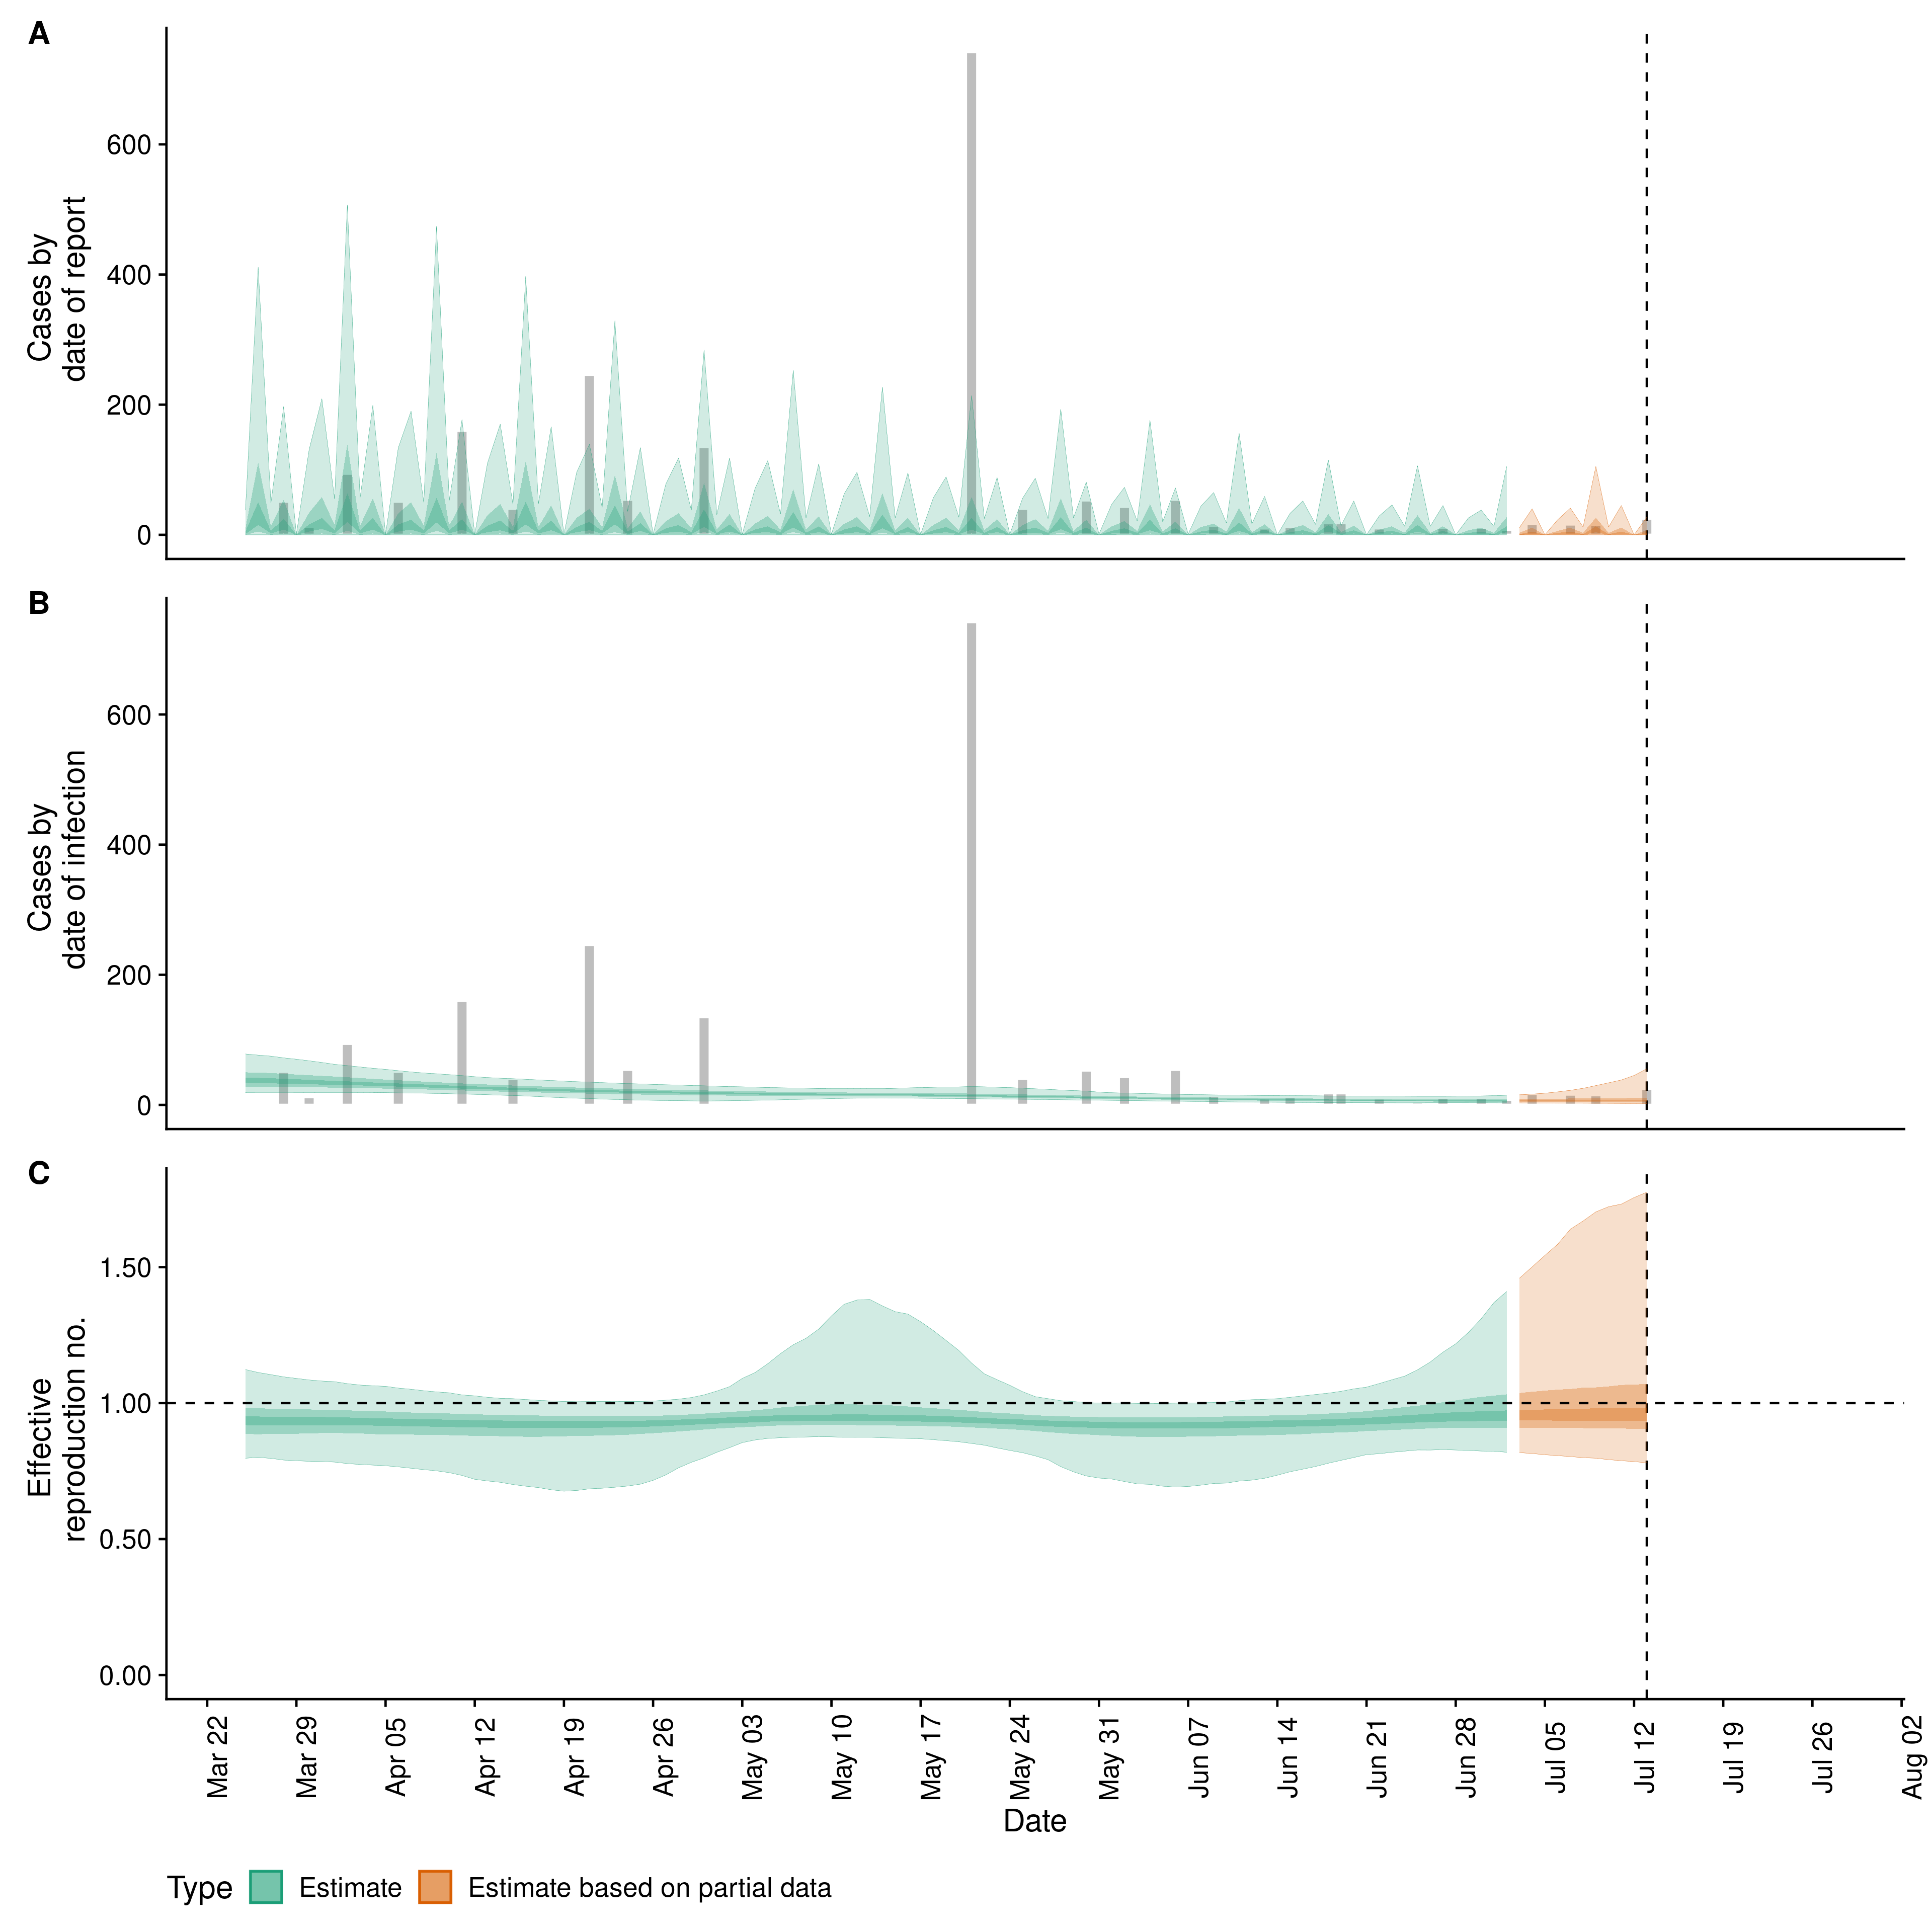 A
Cases by
date of report
600
400
200
0
B
Cases by
date of infection
600
400
200
0
C
Effective
reproduction no.
1.50
1.00
0.50
0.00
Mar 22
Mar 29
Apr 05
Apr 12
Apr 19
Apr 26
May 03
May 10
May 17
May 24
May 31
Jun 07
Jun 14
Jun 21
Jun 28
Jul 05
Jul 12
Jul 19
Jul 26
Aug 02
Date
Type Estimate Estimate based on partial data